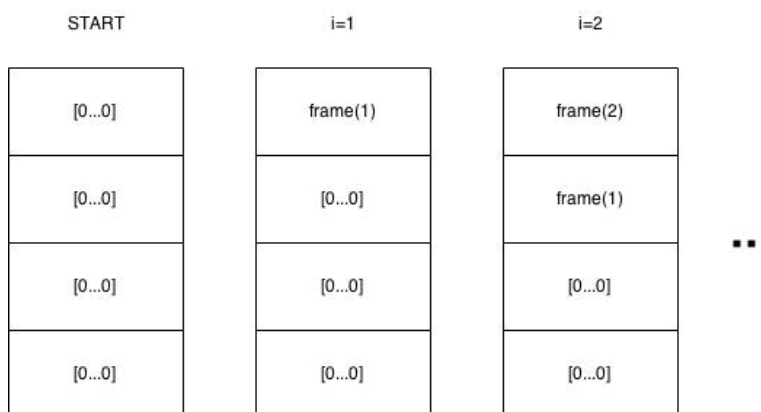 START i=1 i=2
[0...0] frame(1) frame(2)
[0...0] [0...0] frame(1)
[0...0] [0...0] [0...0]
[0...0] [0...0] [0...0]